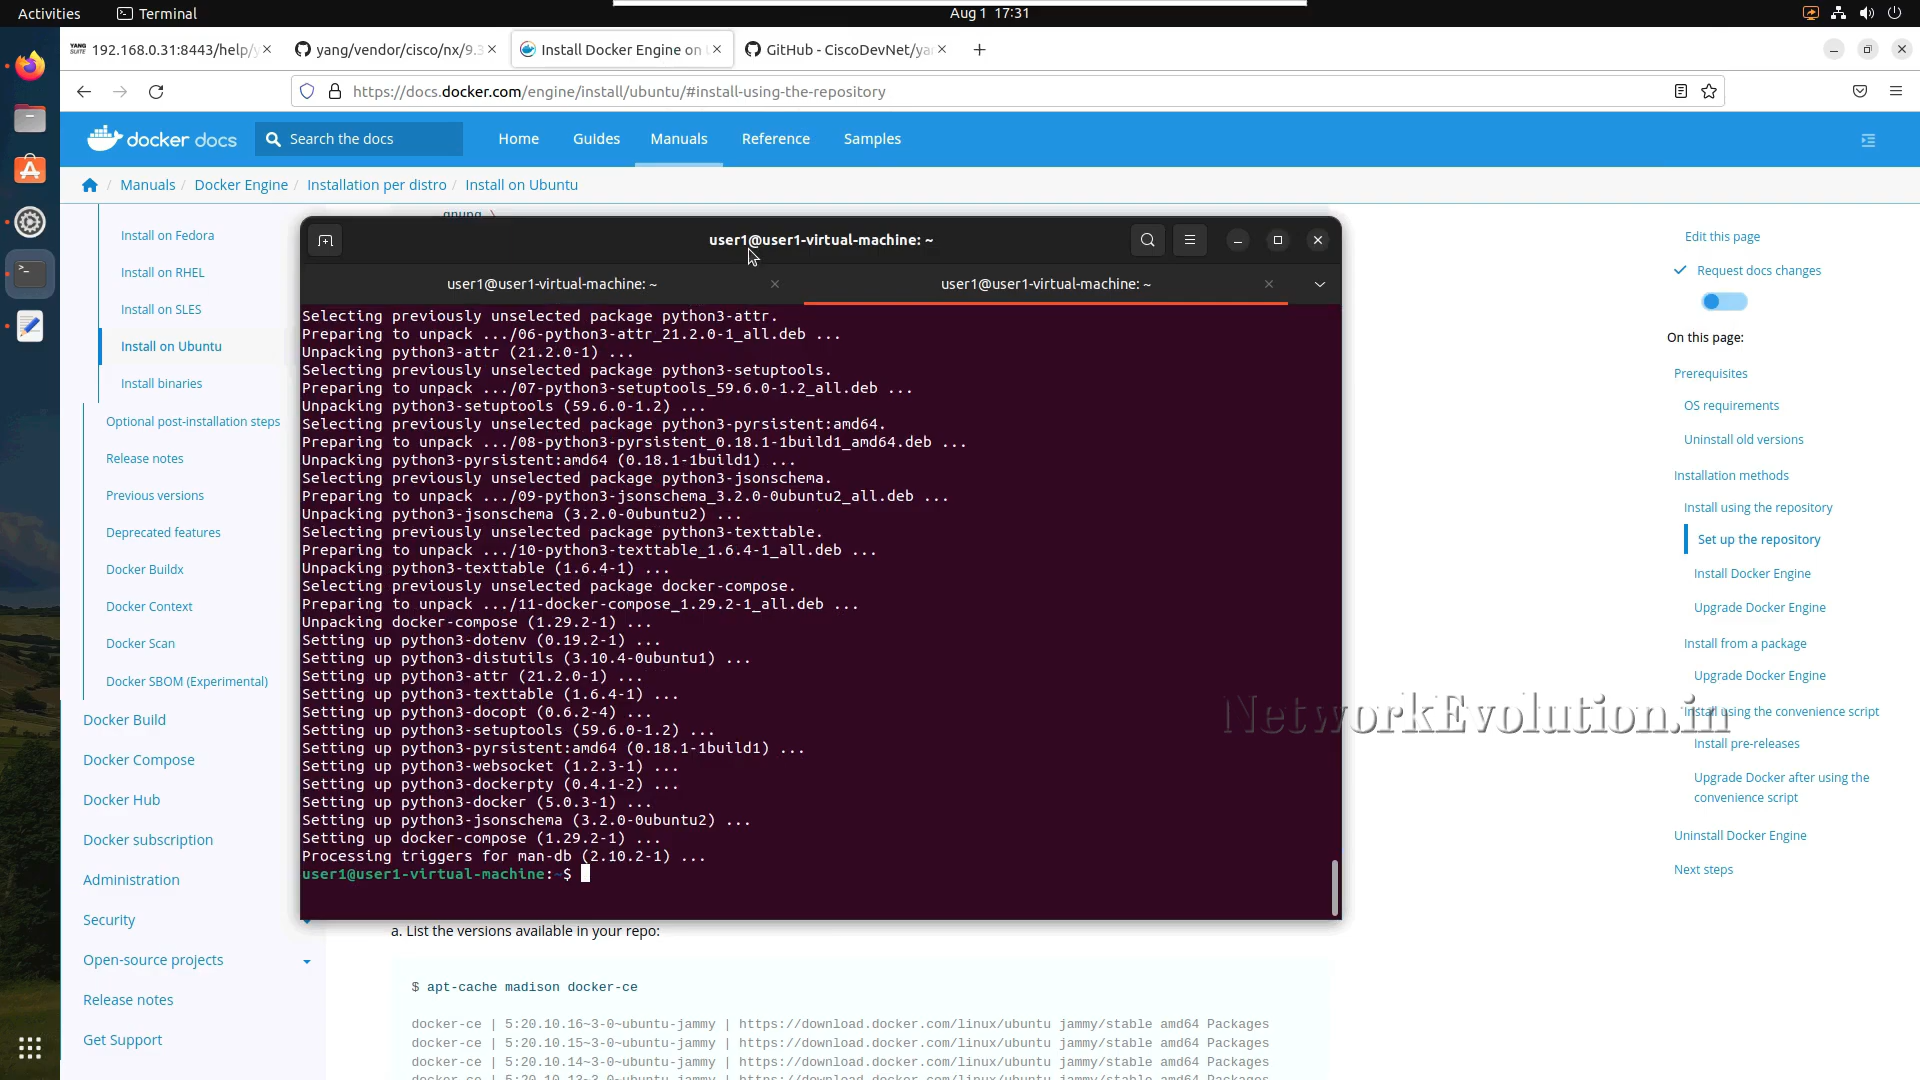 Activities
Terminal
Aug 1 17:31
YANG SUITE 192.168.0.31:8443/help/y
yang/vendor/cisco/nx/9.3
Install Docker Engine on U
GitHub - CiscoDevNet/ya
https://docs.docker.com/engine/install/ubuntu/#install-using-the-repository
docker docs
Search the docs
Home
Guides
Manuals
Reference
Samples
/ Manuals / Docker Engine / Installation per distro / Install on Ubuntu
Install on Fedora
Install on RHEL
Install on SLES
Install on Ubuntu
Install binaries
Optional post-installation steps
Release notes
Previous versions
Deprecated features
Docker Buildx
Docker Context
Docker Scan
Docker SBOM (Experimental)
Docker Build
Docker Compose
Docker Hub
Docker subscription
Administration
Security
Open-source projects
Release notes
Get Support
user1@user1-virtual-machine: ~
user1@user1-virtual-machine: ~
user1@user1-virtual-machine: ~
Selecting previously unselected package python3-attr.
Preparing to unpack .../06-python3-attr_21.2.0-1_all.deb ...
Unpacking python3-attr (21.2.0-1) ...
Selecting previously unselected package python3-setuptools.
Preparing to unpack .../07-python3-setuptools_59.6.0-1.2_all.deb ...
Unpacking python3-setuptools (59.6.0-1.2) ...
Selecting previously unselected package python3-pyrsistent:amd64.
Preparing to unpack .../08-python3-pyrsistent_0.18.1-1build1_amd64.deb ...
Unpacking python3-pyrsistent:amd64 (0.18.1-1build1) ...
Selecting previously unselected package python3-jsonschema.
Preparing to unpack .../09-python3-jsonschema_3.2.0-0ubuntu2_all.deb ...
Unpacking python3-jsonschema (3.2.0-0ubuntu2) ...
Selecting previously unselected package python3-texttable.
Preparing to unpack .../10-python3-texttable_1.6.4-1_all.deb ...
Unpacking python3-texttable (1.6.4-1) ...
Selecting previously unselected package docker-compose.
Preparing to unpack .../11-docker-compose_1.29.2-1_all.deb ...
Unpacking docker-compose (1.29.2-1) ...
Setting up python3-dotenv (0.19.2-1) ...
Setting up python3-distutils (3.10.4-0ubuntu1) ...
Setting up python3-attr (21.2.0-1) ...
Setting up python3-texttable (1.6.4-1) ...
Setting up python3-docopt (0.6.2-4) ...
Setting up python3-setuptools (59.6.0-1.2) ...
Setting up python3-pyrsistent:amd64 (0.18.1-1build1) ...
Setting up python3-websocket (1.2.3-1) ...
Setting up python3-dockerpty (0.4.1-2) ...
Setting up python3-docker (5.0.3-1) ...
Setting up python3-jsonschema (3.2.0-0ubuntu2) ...
Setting up docker-compose (1.29.2-1) ...
Processing triggers for man-db (2.10.2-1) ...
user1@user1-virtual-machine:~$
a. List the versions available in your repo:
$ apt-cache madison docker-ce
docker-ce | 5:20.10.16~3-0~ubuntu-jammy | https://download.docker.com/linux/ubuntu jammy/stable amd64 Packages
docker-ce | 5:20.10.15~3-0~ubuntu-jammy | https://download.docker.com/linux/ubuntu jammy/stable amd64 Packages
docker-ce | 5:20.10.14~3-0~ubuntu-jammy | https://download.docker.com/linux/ubuntu jammy/stable amd64 Packages
docker-ce | 5:20.10.13~3-0~ubuntu-jammy | https://download.docker.com/linux/ubuntu jammy/stable amd64 Packages
Edit this page
Request docs changes
On this page:
Prerequisites
OS requirements
Uninstall old versions
Installation methods
Install using the repository
Set up the repository
Install Docker Engine
Upgrade Docker Engine
Install from a package
Upgrade Docker Engine
Install using the convenience script
Install pre-releases
Upgrade Docker after using the
convenience script
Uninstall Docker Engine
Next steps
NetworkEvolution.in